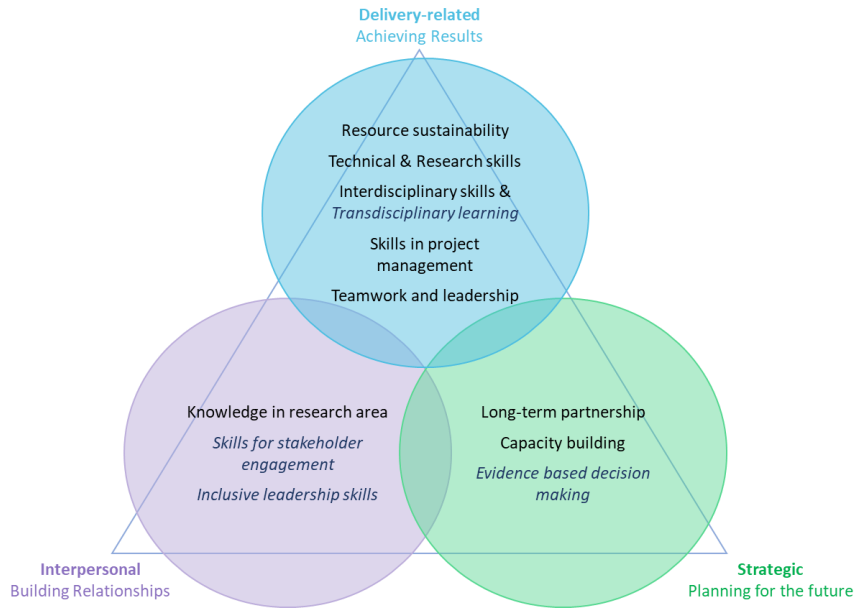 Delivery-related
Achieving Results
Resource sustainability
Technical & Research skills
Interdisciplinary skills &
Transdisciplinary learning
Skills in project
management
Teamwork and leadership
Knowledge in research area
Skills for stakeholder
engagement
Inclusive leadership skills
Long-term partnership
Capacity building
Evidence based decision
making
Interpersonal
Building Relationships
Strategic
Planning for the future